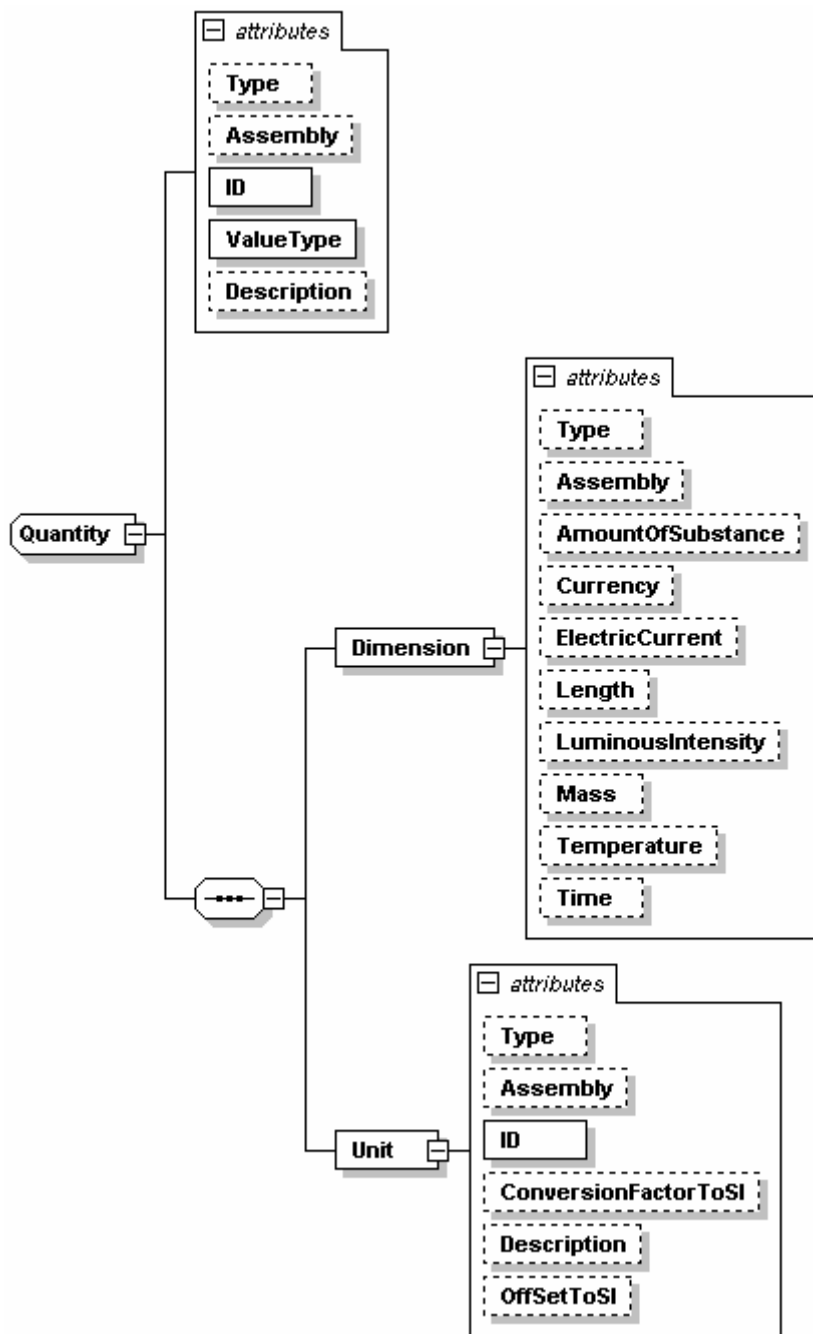 attributes
Type
Assembly
ID
ValueType
Description
attributes
Type
Assembly
AmountOfSubstance
Currency
ElectricCurrent
Length
LuminousIntensity
Mass
Temperature
Time
Quantity
Dimension
attributes
Type
Assembly
ID
ConversionFactorToSI
Description
OffSetToSI
Unit